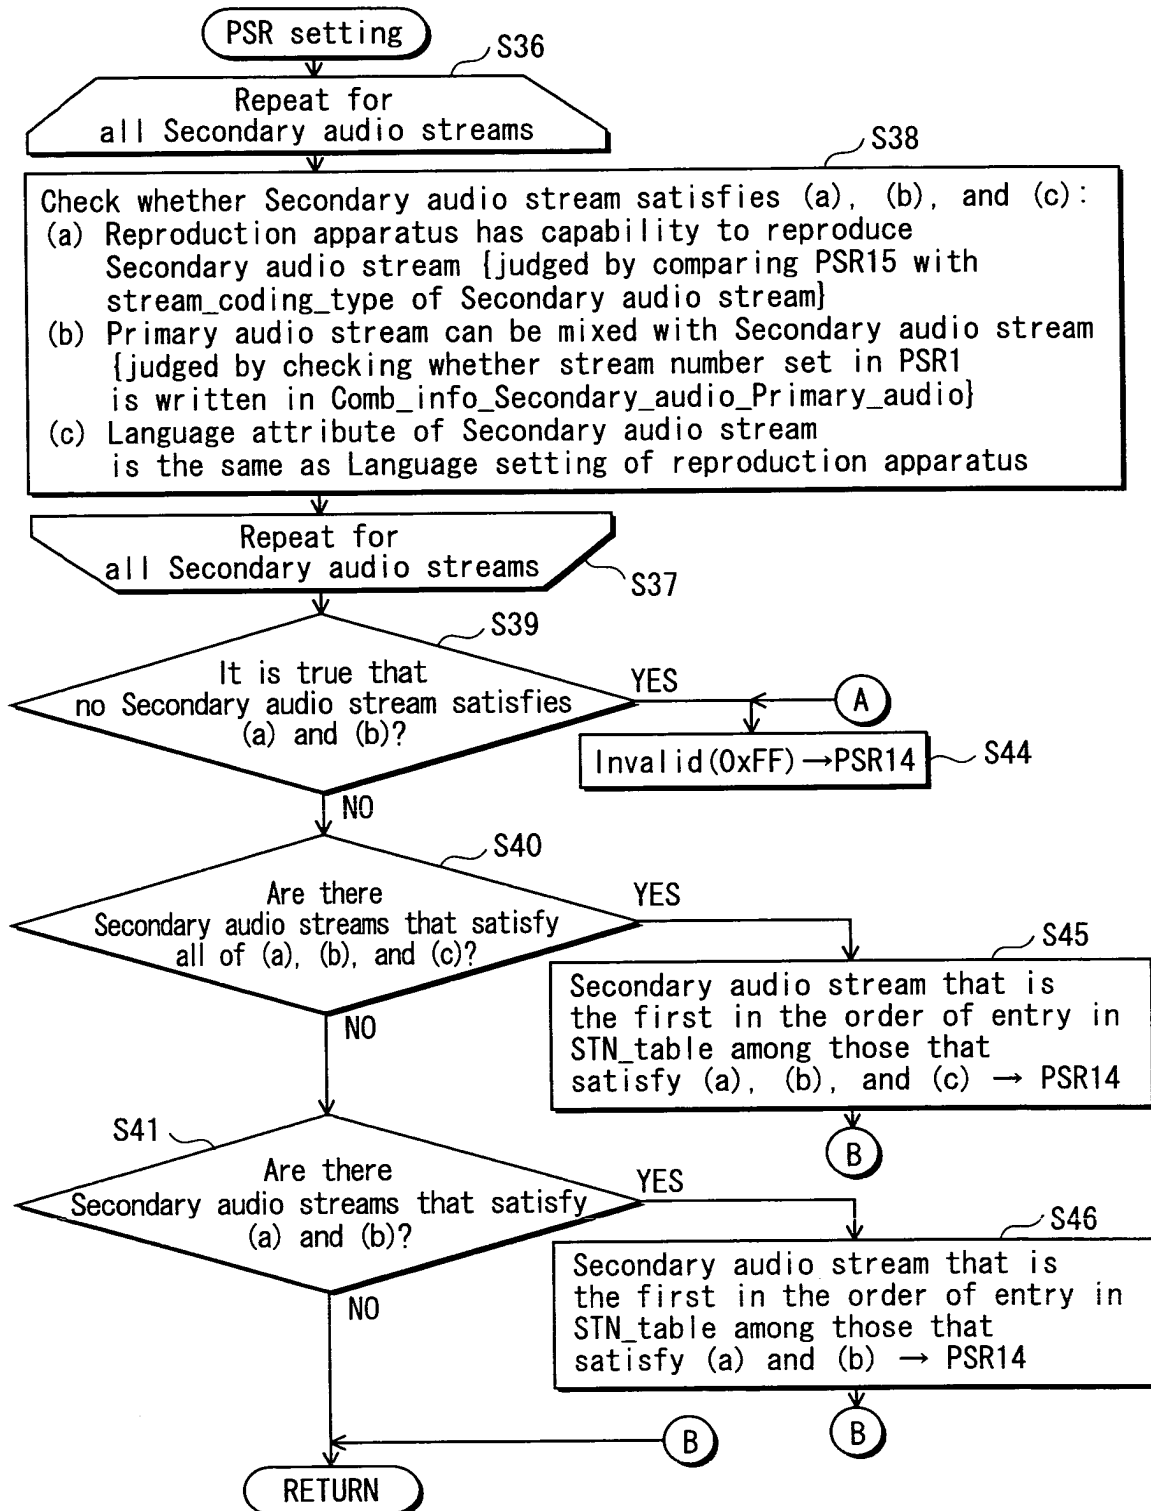 PSR setting
S36
Repeat for
all Secondary audio streams
S38
Check whether Secondary audio stream satisfies (a), (b), and (c):
(a) Reproduction apparatus has capability to reproduce
Secondary audio stream {judged by comparing PSR15 with
stream_coding_type of Secondary audio stream}
(b) Primary audio stream can be mixed with Secondary audio stream
{judged by checking whether stream number set in PSR1
is written in Comb_info_Secondary_audio_Primary_audio}
(c) Language attribute of Secondary audio stream
is the same as Language setting of reproduction apparatus
Repeat for
all Secondary audio streams
S37
S39
It is true that
no Secondary audio stream satisfies
(a) and (b)?
YES
A
Invalid(0xFF)→PSR14
S44
NO
S40
Are there
Secondary audio streams that satisfy
all of (a), (b), and (c)?
YES
S45
Secondary audio stream that is
the first in the order of entry in
STN_table among those that
satisfy (a), (b), and (c) → PSR14
NO
B
S41
Are there
Secondary audio streams that satisfy
(a) and (b)?
YES
S46
Secondary audio stream that is
the first in the order of entry in
STN_table among those that
satisfy (a) and (b) → PSR14
NO
B
B
RETURN